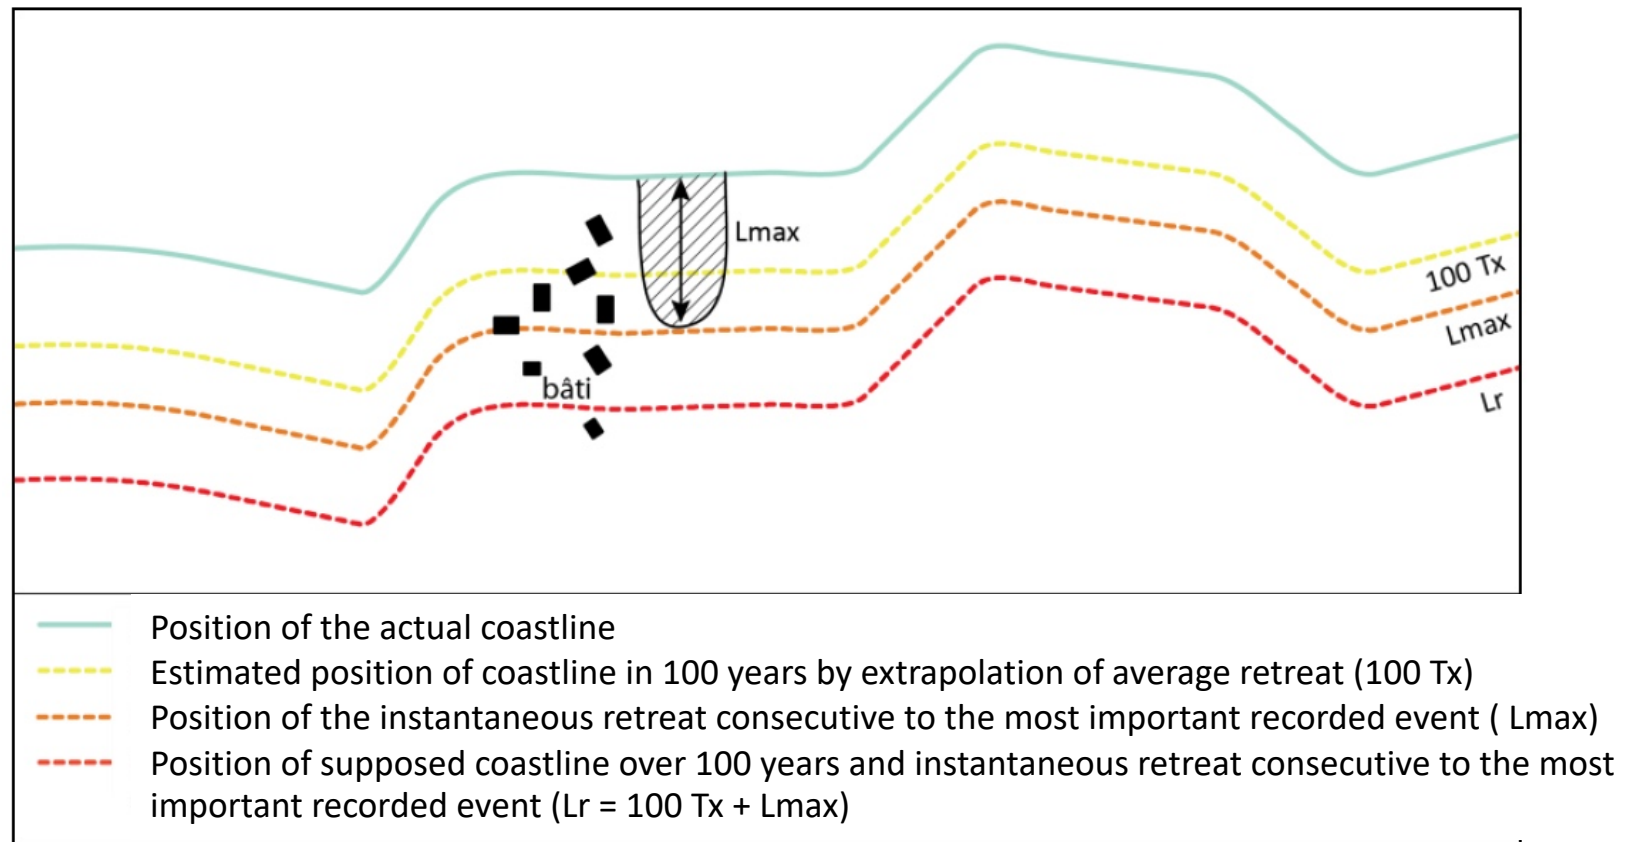 Lmax
100 Tx
Lmax
bâti
Lr
Position of the actual coastline
Estimated position of coastline in 100 years by extrapolation of average retreat (100 Tx)
Position of the instantaneous retreat consecutive to the most important recorded event ( Lmax)
Position of supposed coastline over 100 years and instantaneous retreat consecutive to the most
important recorded event (Lr = 100 Tx + Lmax)